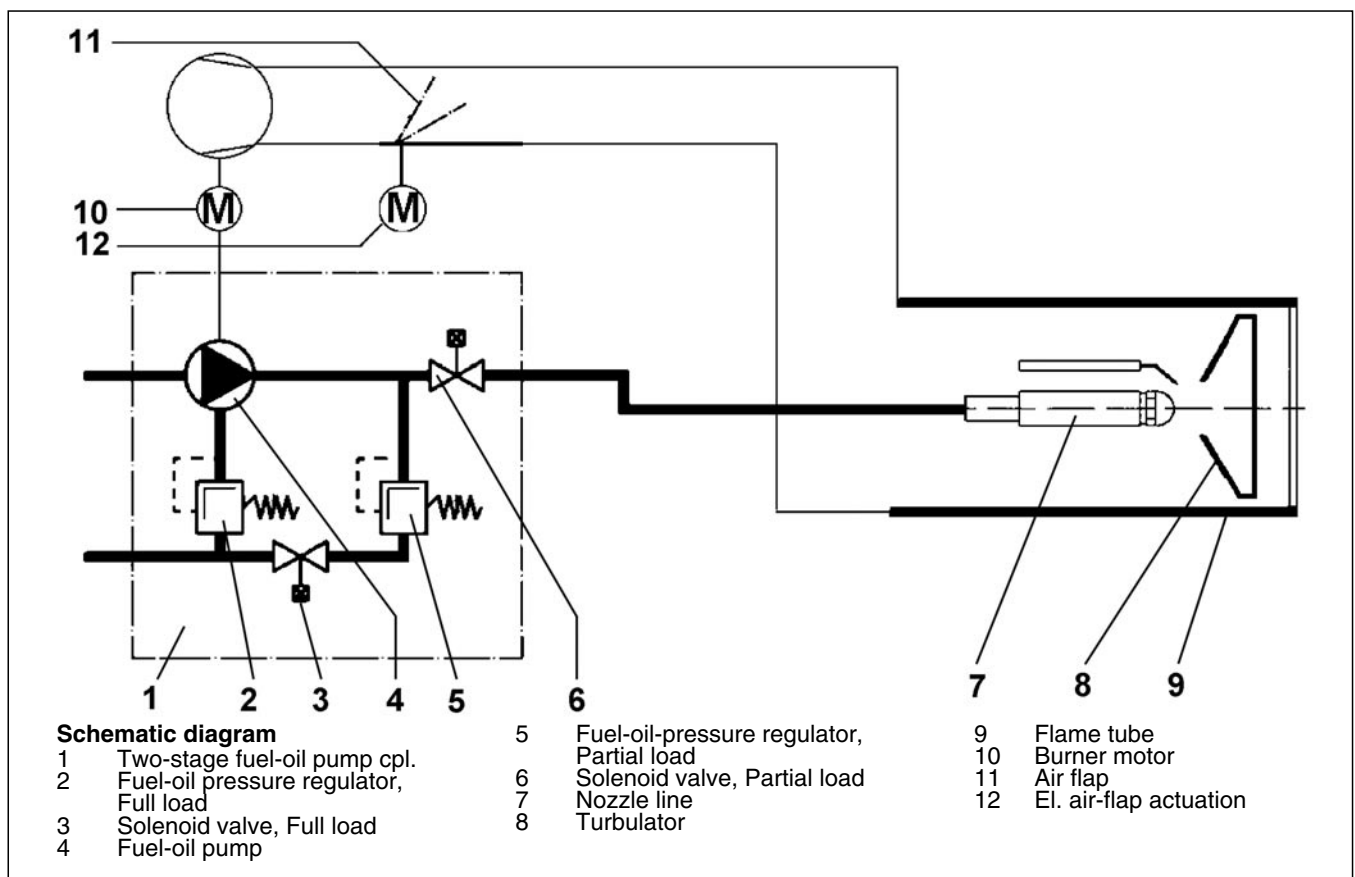 11
10
M
M
12
1
2
3
4
5
6
7
8
9
Schematic diagram
1 Two-stage fuel-oil pump cpl.
2 Fuel-oil pressure regulator,
Full load
3 Solenoid valve, Full load
4 Fuel-oil pump
5 Fuel-oil-pressure regulator,
Partial load
6 Solenoid valve, Partial load
7 Nozzle line
8 Turbulator
9 Flame tube
10 Burner motor
11 Air flap
12 El. air-flap actuation